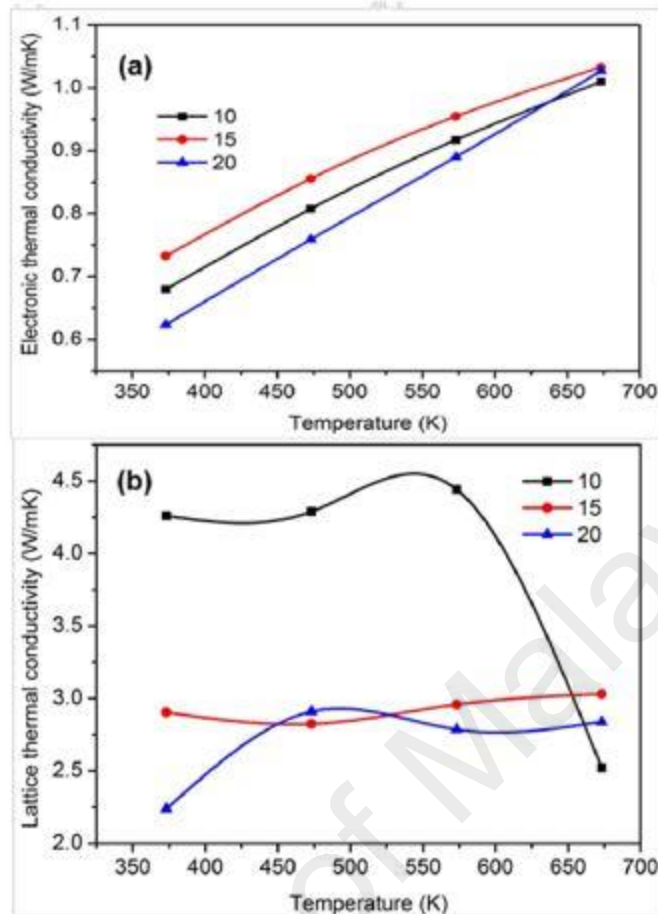 (a)
1.1
1.0
0.9
0.8
0.7
0.6
Electronic thermal conductivity (W/mK)
10
15
20
350 400 450 500 550 600 650 700
Temperature (K)
(b)
4.5
4.0
3.5
3.0
2.5
2.0
Lattice thermal conductivity (W/mK)
10
15
20
350 400 450 500 550 600 650 700
Temperature (K)
of Malay